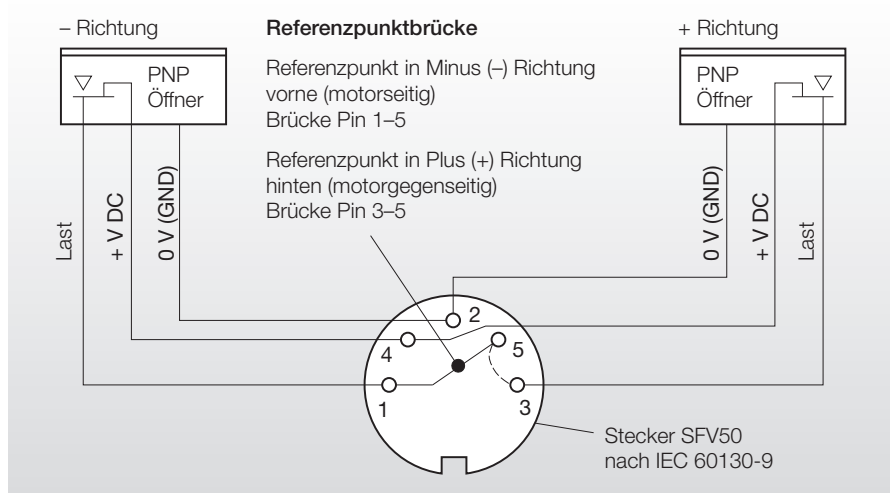 – Richtung
Referenzpunktbrücke
+ Richtung
PNP
Öffner
Referenzpunkt in Minus (–) Richtung
vorne (motorseitig)
Brücke Pin 1–5
Referenzpunkt in Plus (+) Richtung
hinten (motorgegenseitig)
Brücke Pin 3–5
PNP
Öffner
Last
+ V DC
0 V (GND)
0 V (GND)
+ V DC
Last
2
4
5
1
3
Stecker SFV50
nach IEC 60130-9